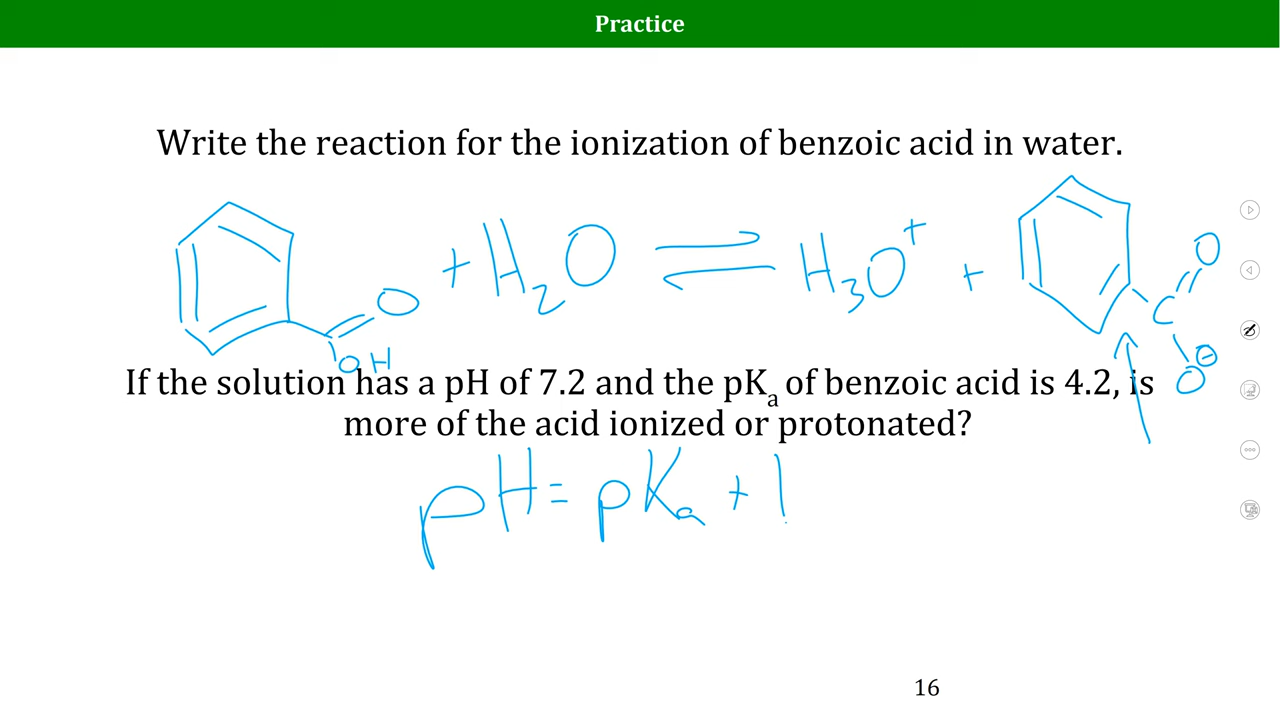 Practice
Write the reaction for the ionization of benzoic acid in water.
+ H₂O ⇌ H₃O⁺ +
O
OH
C
O
O⊖
If the solution has a pH of 7.2 and the pKₐ of benzoic acid is 4.2, is
more of the acid ionized or protonated?
pH = pKₐ + l
16